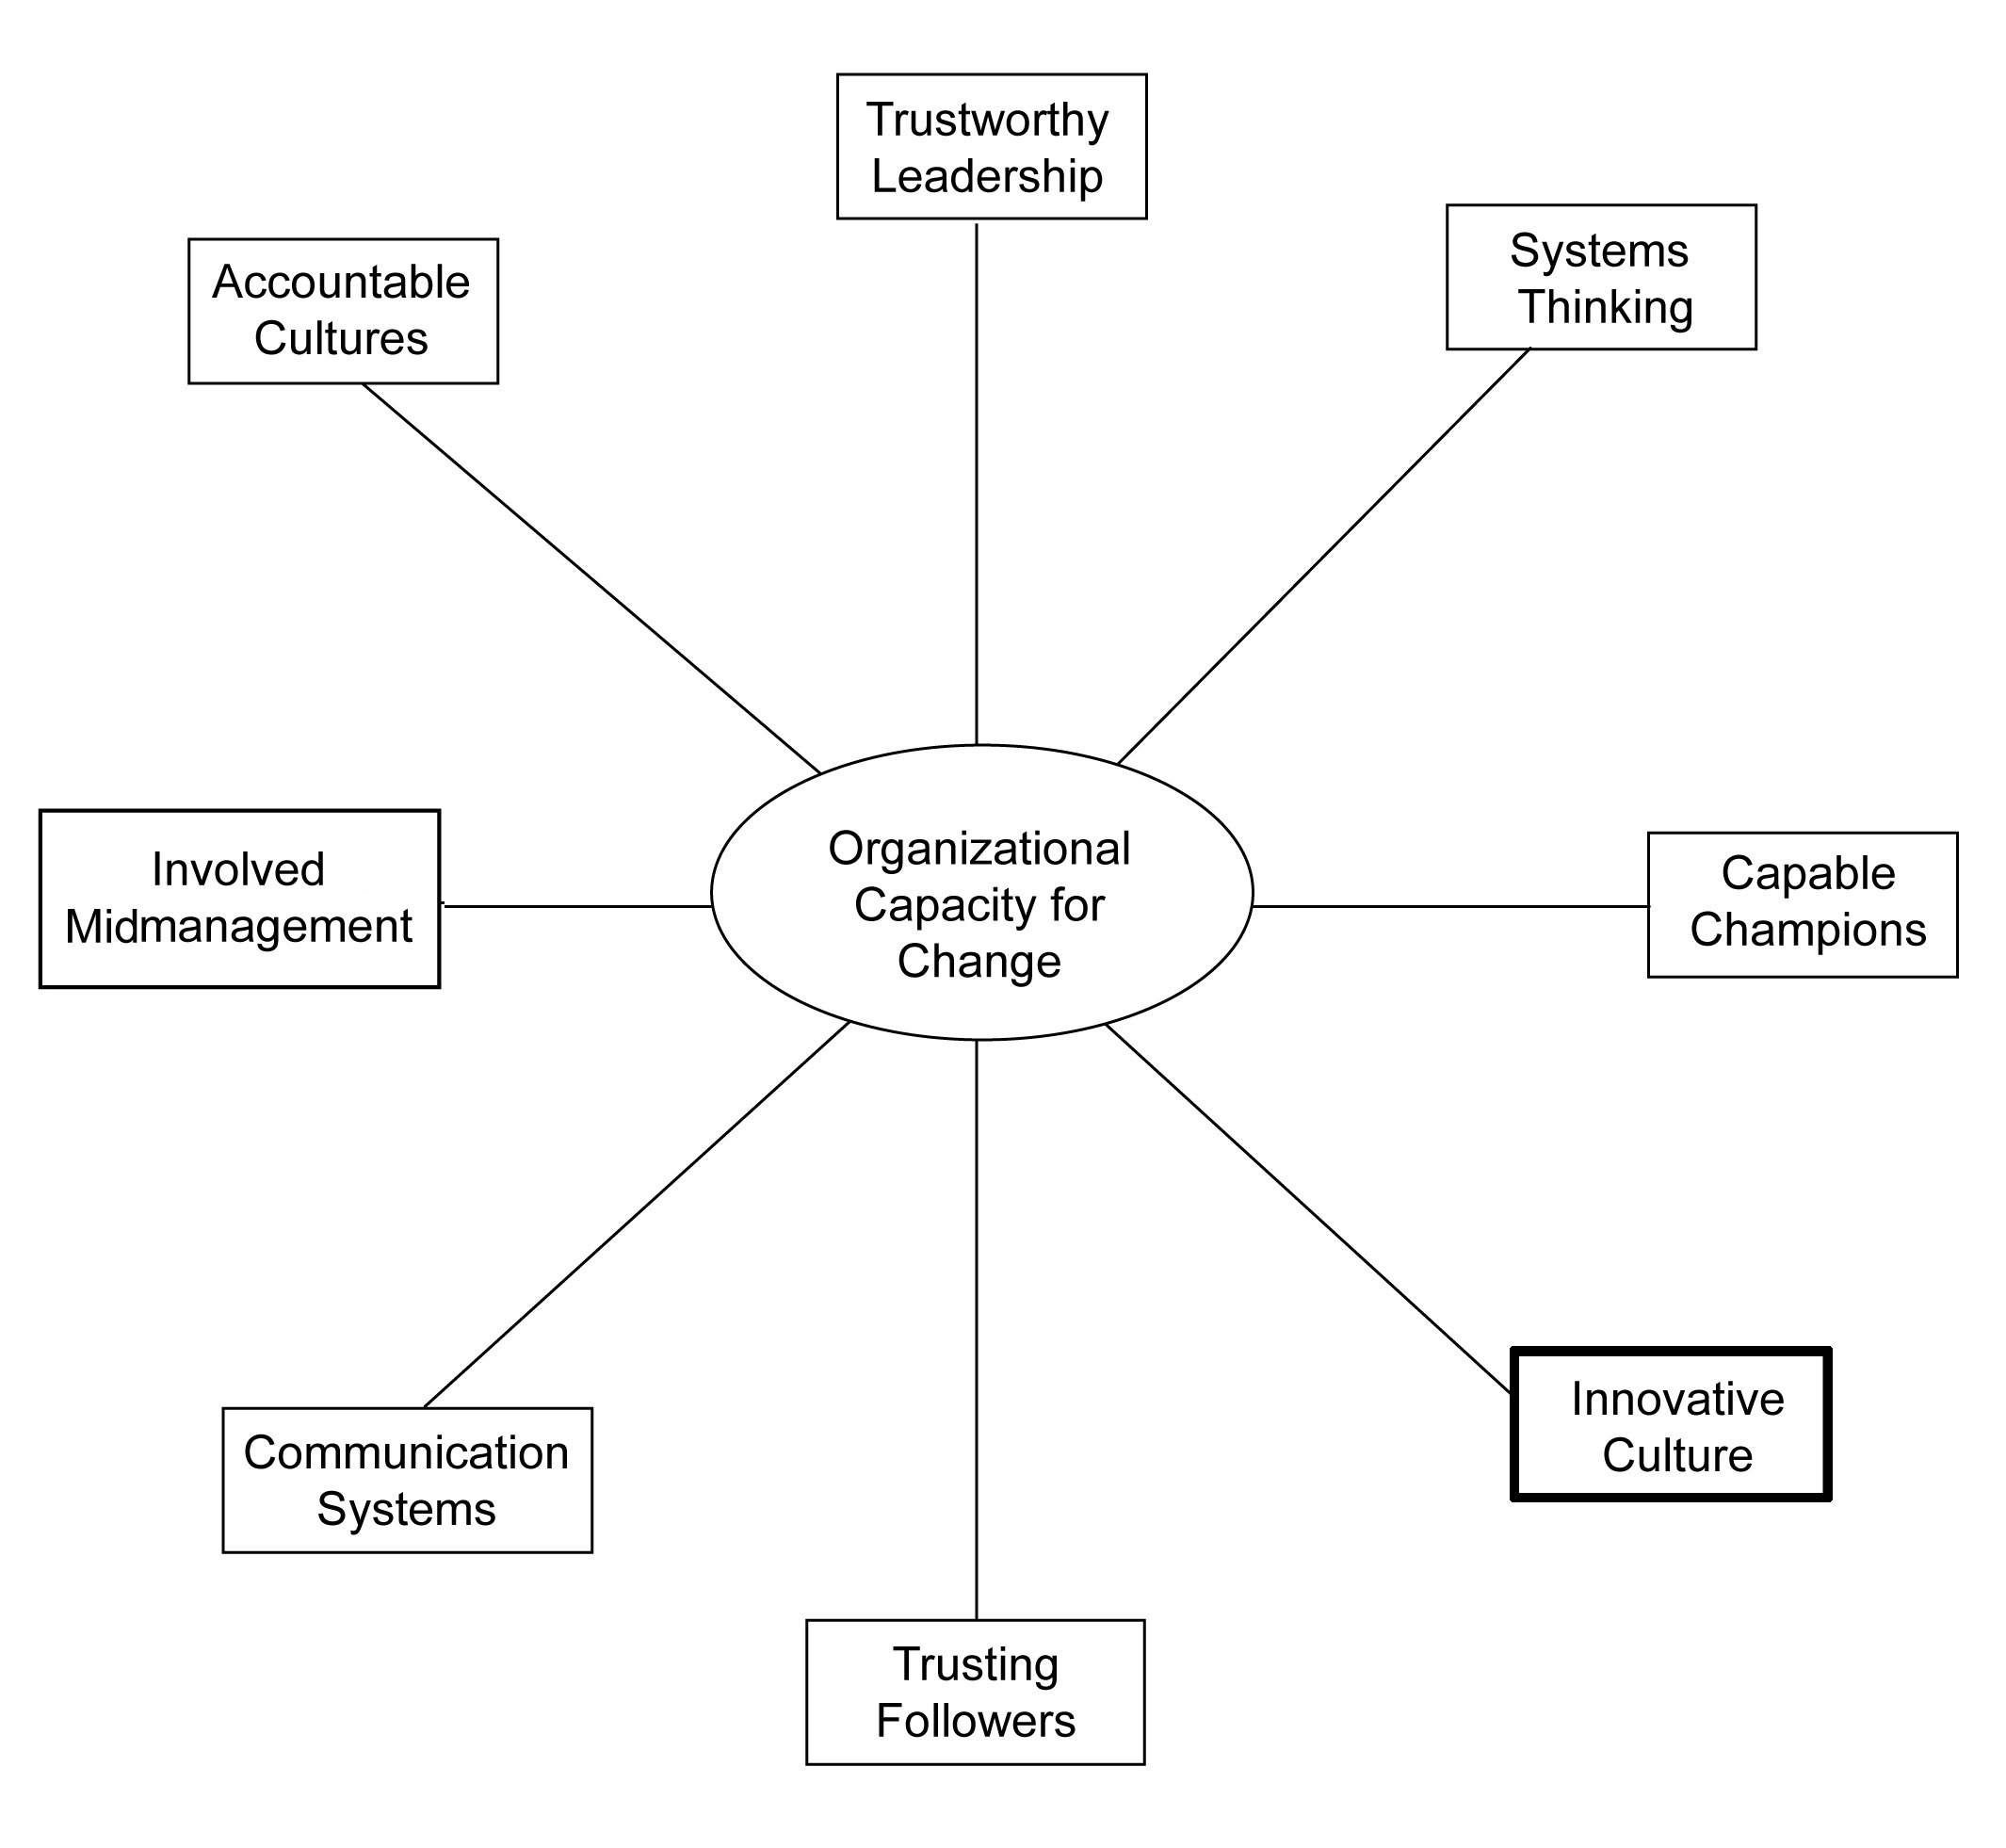 Trustworthy
Leadership
Systems
Thinking
Accountable
Cultures
Involved
Midmanagement
Organizational
Capacity for
Change
Capable
Champions
Innovative
Culture
Communication
Systems
Trusting
Followers